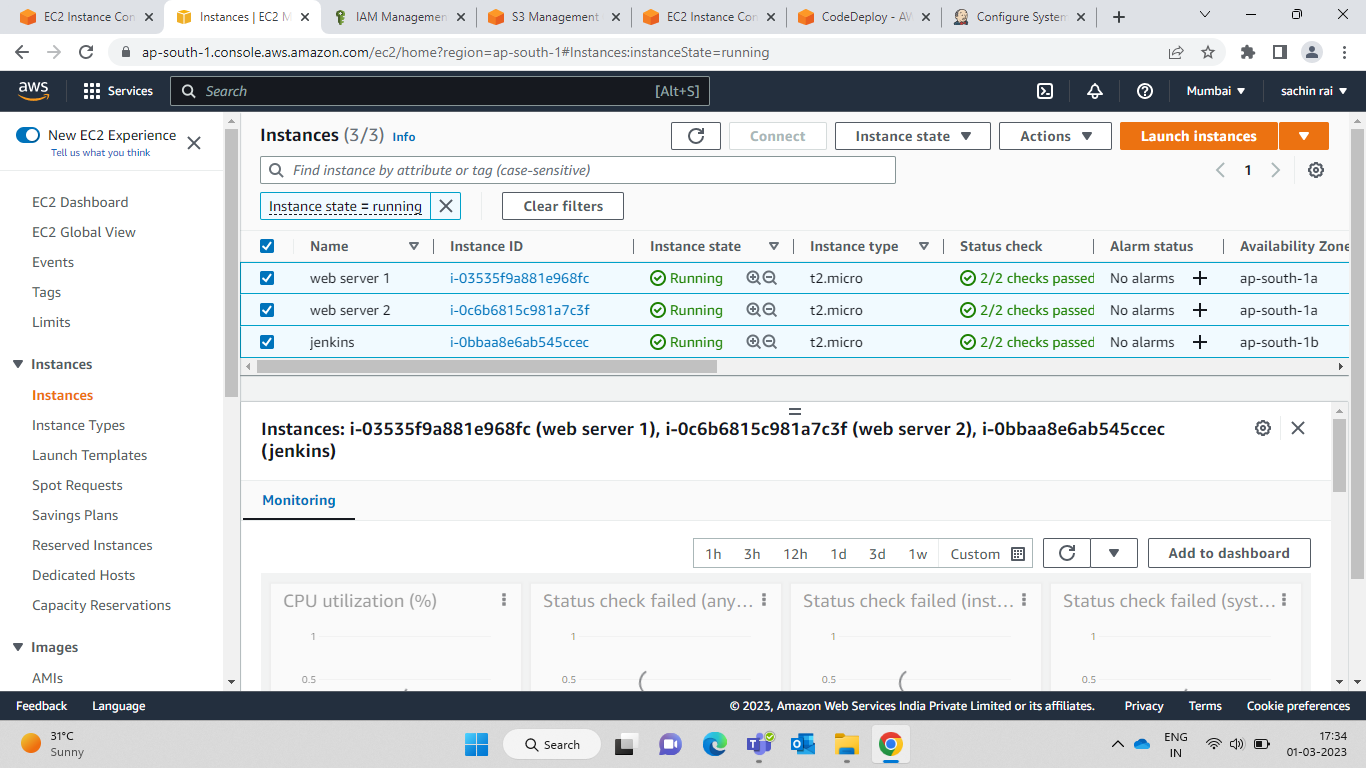 EC2 Instance Con
Instances | EC2 M
IAM Managemen
S3 Management
EC2 Instance Con
CodeDeploy - AW
Configure System
ap-south-1.console.aws.amazon.com/ec2/home?region=ap-south-1#Instances:instanceState=running
aws
Services
Search
[Alt+S]
Mumbai
sachin rai
New EC2 Experience
Tell us what you think
EC2 Dashboard
EC2 Global View
Events
Tags
Limits
Instances
Instances
Instance Types
Launch Templates
Spot Requests
Savings Plans
Reserved Instances
Dedicated Hosts
Capacity Reservations
Images
AMIs
Instances (3/3) Info
Connect
Instance state
Actions
Launch instances
Find instance by attribute or tag (case-sensitive)
1
Instance state = running
Clear filters
Name Instance ID Instance state Instance type Status check Alarm status Availability Zone
web server 1 i-03535f9a881e968fc Running t2.micro 2/2 checks passed No alarms + ap-south-1a
web server 2 i-0c6b6815c981a7c3f Running t2.micro 2/2 checks passed No alarms + ap-south-1a
jenkins i-0bbaa8e6ab545ccec Running t2.micro 2/2 checks passed No alarms + ap-south-1b
Instances: i-03535f9a881e968fc (web server 1), i-0c6b6815c981a7c3f (web server 2), i-0bbaa8e6ab545ccec
(jenkins)
Monitoring
1h 3h 12h 1d 3d 1w Custom
Add to dashboard
CPU utilization (%)
1
0.5
Status check failed (any...
1
0.5
Status check failed (inst...
1
0.5
Status check failed (syst...
1
0.5
Feedback
Language
© 2023, Amazon Web Services India Private Limited or its affiliates.
Privacy
Terms
Cookie preferences
31°C
Sunny
Search
ENG
IN
17:34
01-03-2023